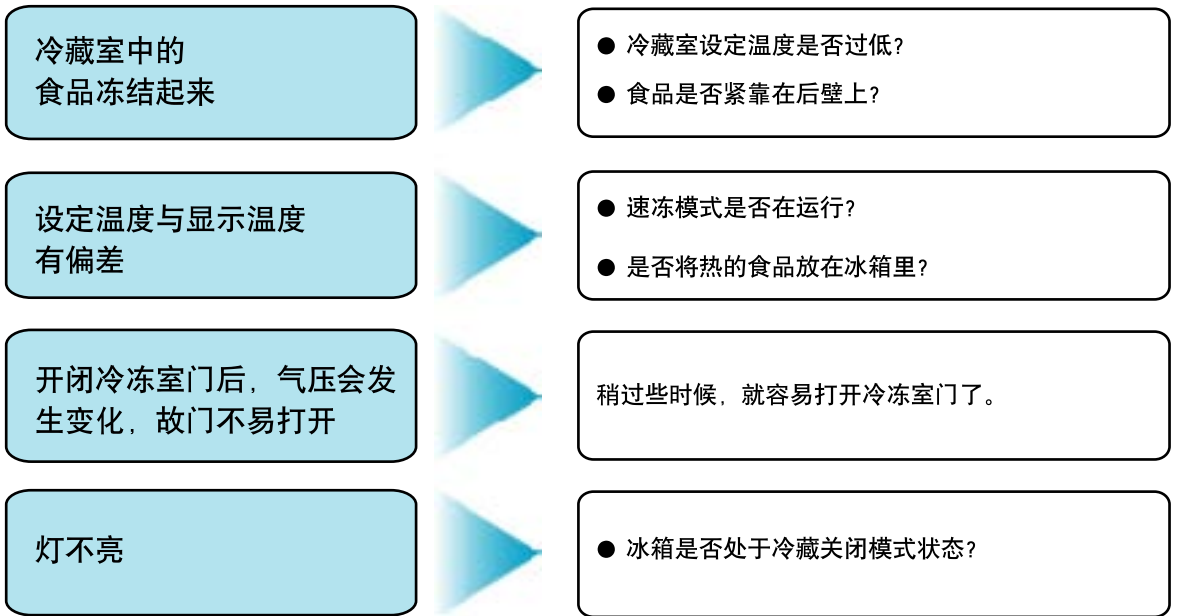 冷藏室中的
食品冻结起来
● 冷藏室设定温度是否过低?
● 食品是否紧靠在后壁上?
设定温度与显示温度
有偏差
● 速冻模式是否在运行?
● 是否将热的食品放在冰箱里?
开闭冷冻室门后，气压会发
生变化，故门不易打开
稍过些时候，就容易打开冷冻室门了。
灯不亮
● 冰箱是否处于冷藏关闭模式状态?